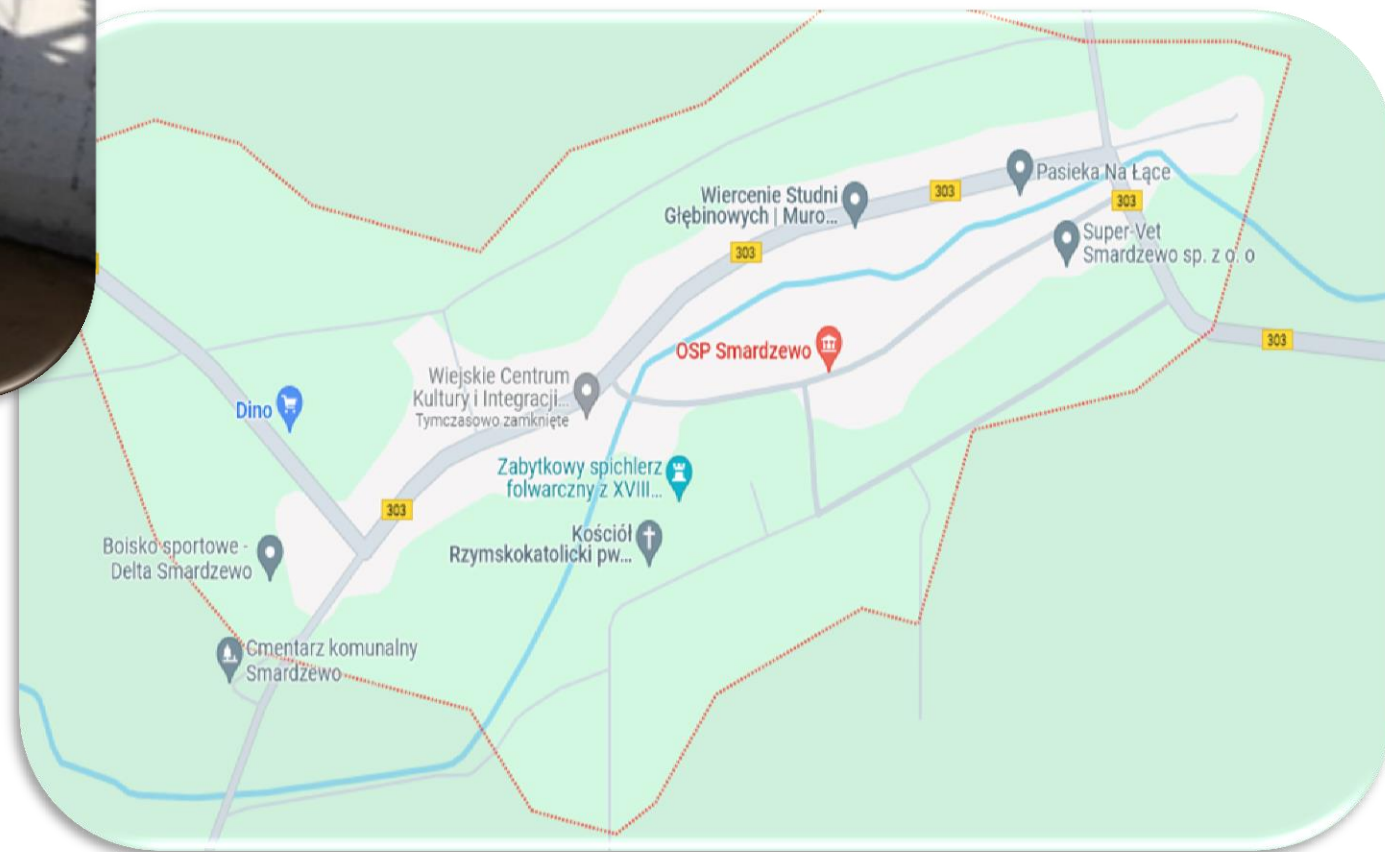 Pasieka Na Łące
303
Wiercenie Studni
Głębinowych | Muro...
303
Super-Vet
Smardzewo sp. z o. o
303
303
OSP Smardzewo
Wiejskie Centrum
Kultury i Integracji...
Tymczasowo zamknięte
Dino
Zabytkowy spichlerz
folwarczny z XVIII...
303
Kościół
Rzymskokatolicki pw...
Boisko sportowe -
Delta Smardzewo
Cmentarz komunalny
Smardzewo